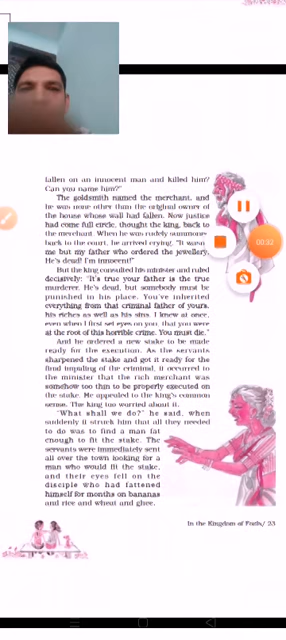 00:32
fallen on an innocent man and killed him?
Can you name him?"
The goldsmith named the merchant, and
he was none other than the original owner of
the house whose wall had fallen. Now justice
had come full circle, thought the king, back to
the merchant. When he was rudely summone
back to the court, he arrived crying, "It wasn
me but my father who ordered the jewellery.
He's dead! I'm innocent!"
But the king consulted his minister and ruled
decisively: "It's true your father is the true
murderer. He's dead, but somebody must be
punished in his place. You've inherited
everything from that criminal father of yours,
his riches as well as his sins. I knew at once,
even when I first set eyes on you, that you were
at the root of this horrible crime. You must die."
And he ordered a new stake to be made
ready for the execution. As the servants
sharpened the stake and got it ready for the
final impaling of the criminal, it occurred to
the minister that the rich merchant was
somehow too thin to be properly executed on
the stake. He appealed to the king's common
sense. The king too worried about it.
"What shall we do?" he said, when
suddenly it struck him that all they needed
to do was to find a man fat
enough to fit the stake. The
servants were immediately sent
all over the town looking for a
man who would fit the stake,
and their eyes fell on the
disciple who had fattened
himself for months on bananas
and rice and wheat and ghee.
In the Kingdom of Fools/ 23